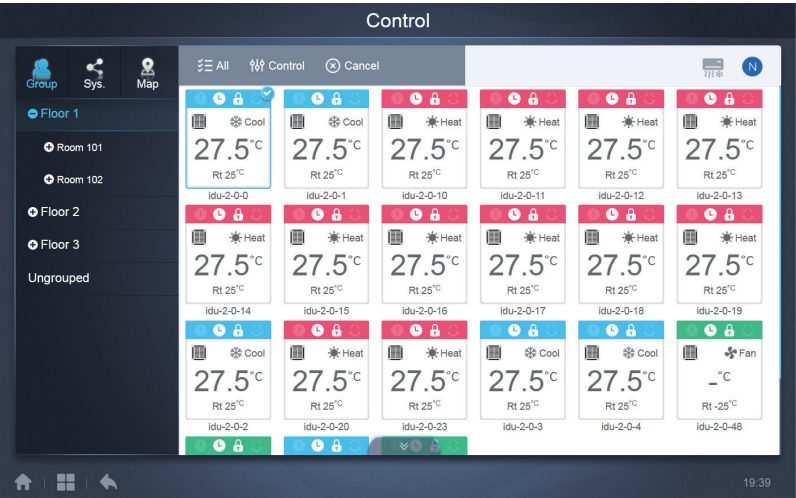 Control
Group Sys. Map
All Control Cancel
N
Floor 1
Room 101
Room 102
Floor 2
Floor 3
Ungrouped
Cool Cool Heat Heat Heat Heat
27.5°C 27.5°C 27.5°C 27.5°C 27.5°C 27.5°C
Rt 25°C Rt 25°C Rt 25°C Rt 25°C Rt 25°C Rt 25°C
idu-2-0-0 idu-2-0-1 idu-2-0-10 idu-2-0-11 idu-2-0-12 idu-2-0-13
Heat Heat Heat Heat Heat Heat
27.5°C 27.5°C 27.5°C 27.5°C 27.5°C 27.5°C
Rt 25°C Rt 25°C Rt 25°C Rt 25°C Rt 25°C Rt 25°C
idu-2-0-14 idu-2-0-15 idu-2-0-16 idu-2-0-17 idu-2-0-18 idu-2-0-19
Cool Heat Heat Cool Cool Fan
27.5°C 27.5°C 27.5°C 27.5°C 27.5°C -°C
Rt 25°C Rt 25°C Rt 25°C Rt 25°C Rt 25°C Rt -25°C
idu-2-0-2 idu-2-0-20 idu-2-0-23 idu-2-0-3 idu-2-0-4 idu-2-0-48
19:39